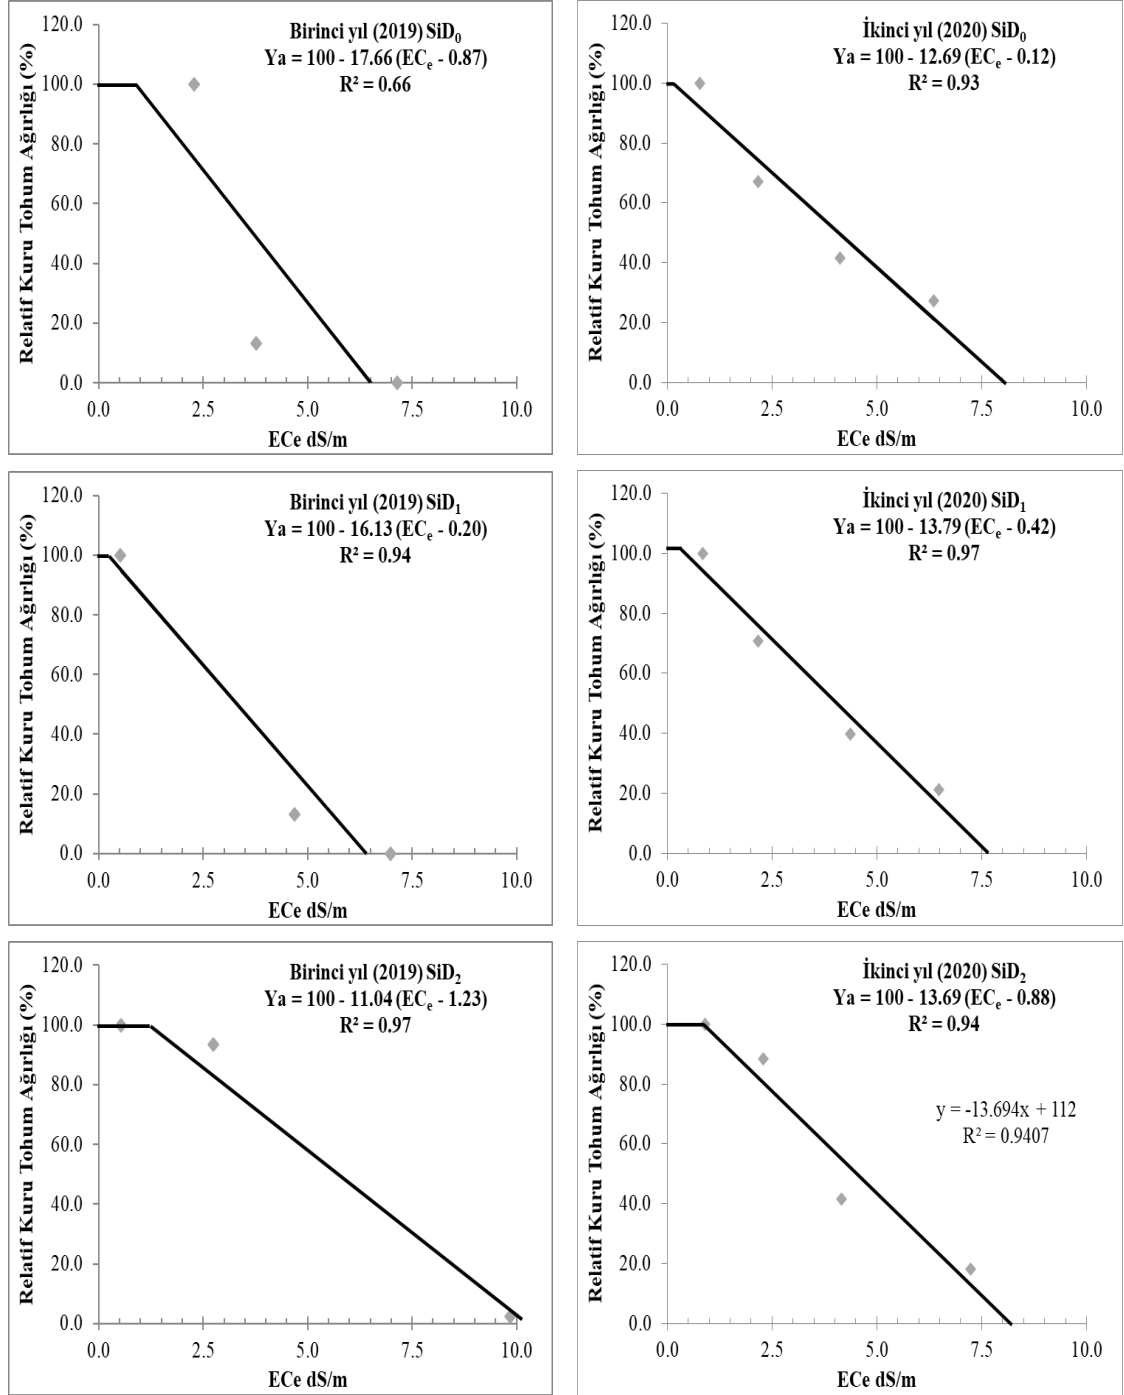 Birinci yıl (2019) SiD₀
Ya = 100 - 17.66 (ECₑ - 0.87)
R² = 0.66
Relatif Kuru Tohum Ağırlığı (%)
120.0
100.0
80.0
60.0
40.0
20.0
0.0
0.0 2.5 5.0 7.5 10.0
ECe dS/m
İkinci yıl (2020) SiD₀
Ya = 100 - 12.69 (ECₑ - 0.12)
R² = 0.93
Relatif Kuru Tohum Ağırlığı (%)
120.0
100.0
80.0
60.0
40.0
20.0
0.0
0.0 2.5 5.0 7.5 10.0
ECe dS/m
Birinci yıl (2019) SiD₁
Ya = 100 - 16.13 (ECₑ - 0.20)
R² = 0.94
Relatif Kuru Tohum Ağırlığı (%)
120.0
100.0
80.0
60.0
40.0
20.0
0.0
0.0 2.5 5.0 7.5 10.0
ECe dS/m
İkinci yıl (2020) SiD₁
Ya = 100 - 13.79 (ECₑ - 0.42)
R² = 0.97
Relatif Kuru Tohum Ağırlığı (%)
120.0
100.0
80.0
60.0
40.0
20.0
0.0
0.0 2.5 5.0 7.5 10.0
ECe dS/m
Birinci yıl (2019) SiD₂
Ya = 100 - 11.04 (ECₑ - 1.23)
R² = 0.97
Relatif Kuru Tohum Ağırlığı (%)
120.0
100.0
80.0
60.0
40.0
20.0
0.0
0.0 2.5 5.0 7.5 10.0
ECe dS/m
İkinci yıl (2020) SiD₂
Ya = 100 - 13.69 (ECₑ - 0.88)
R² = 0.94
y = -13.694x + 112
R² = 0.9407
Relatif Kuru Tohum Ağırlığı (%)
120.0
100.0
80.0
60.0
40.0
20.0
0.0
0.0 2.5 5.0 7.5 10.0
ECe dS/m